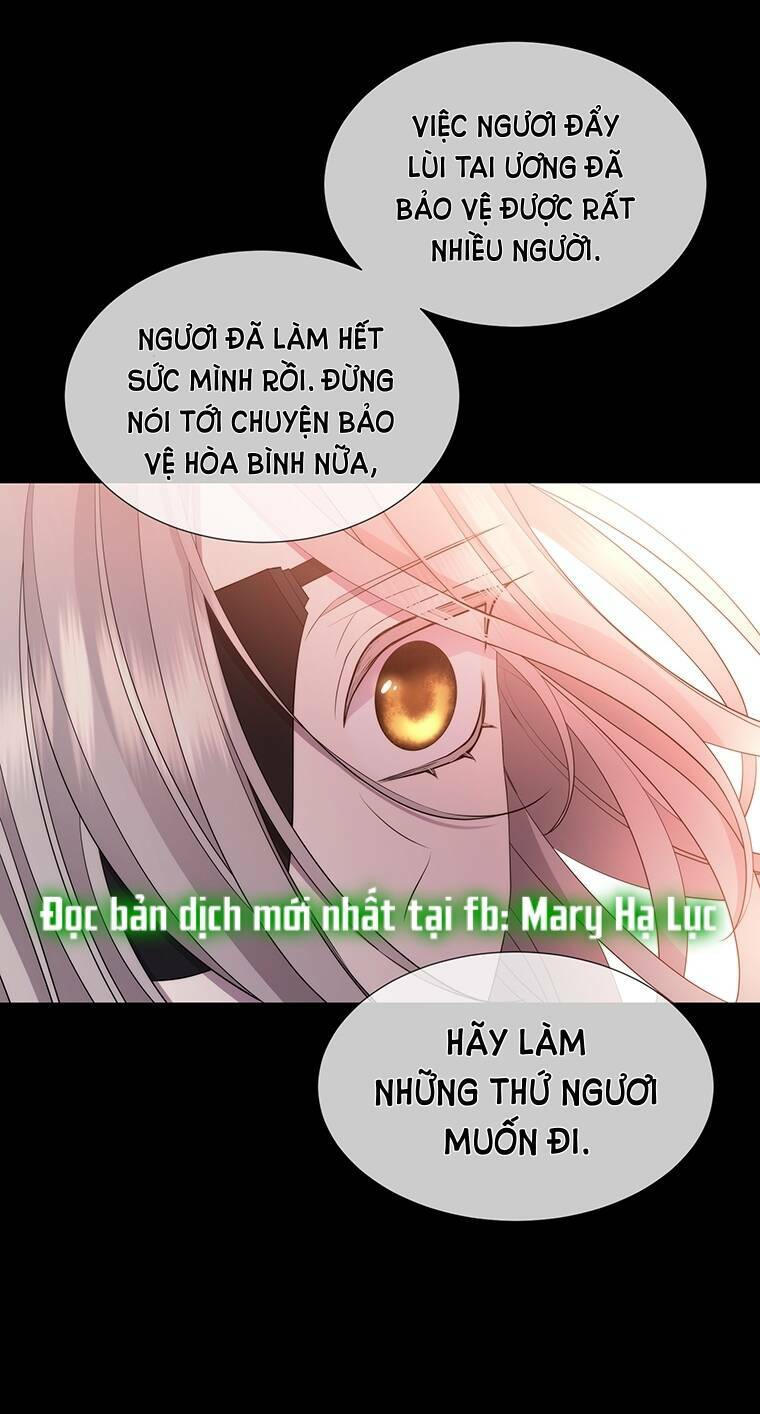 VIỆC NGƯƠI ĐẨY
LÙI TAI ƯƠNG ĐÃ
BẢO VỆ ĐƯỢC RẤT
NHIỀU NGƯỜI.
NGƯƠI ĐÃ LÀM HẾT
SỨC MÌNH RỒI. ĐỪNG
NÓI TỚI CHUYỆN BẢO
VỆ HÒA BÌNH NỮA,
Đọc bản dịch mới nhất tại fb: Mary Hạ Lục
HÃY LÀM
NHỮNG THỨ NGƯƠI
MUỐN ĐI.